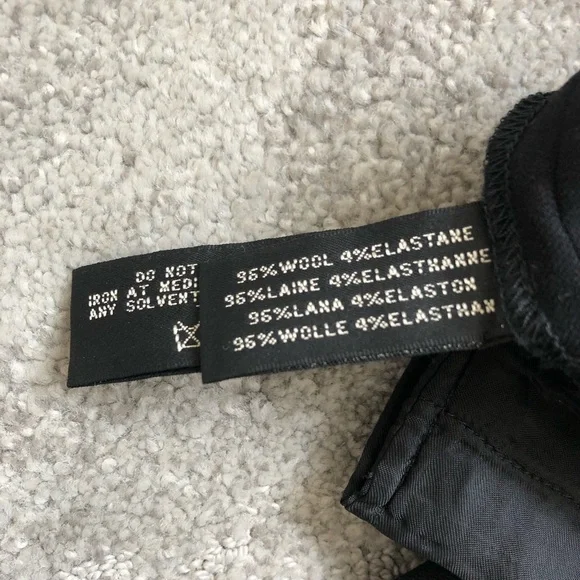 DO NOT
IRON AT MEDI
ANY SOLVENT
96%WOOL 4%ELASTANE
96%LAINE 4%ELASTHANNE
96%LANA 4%ELASTON
96%WOLLE 4%ELASTHAN